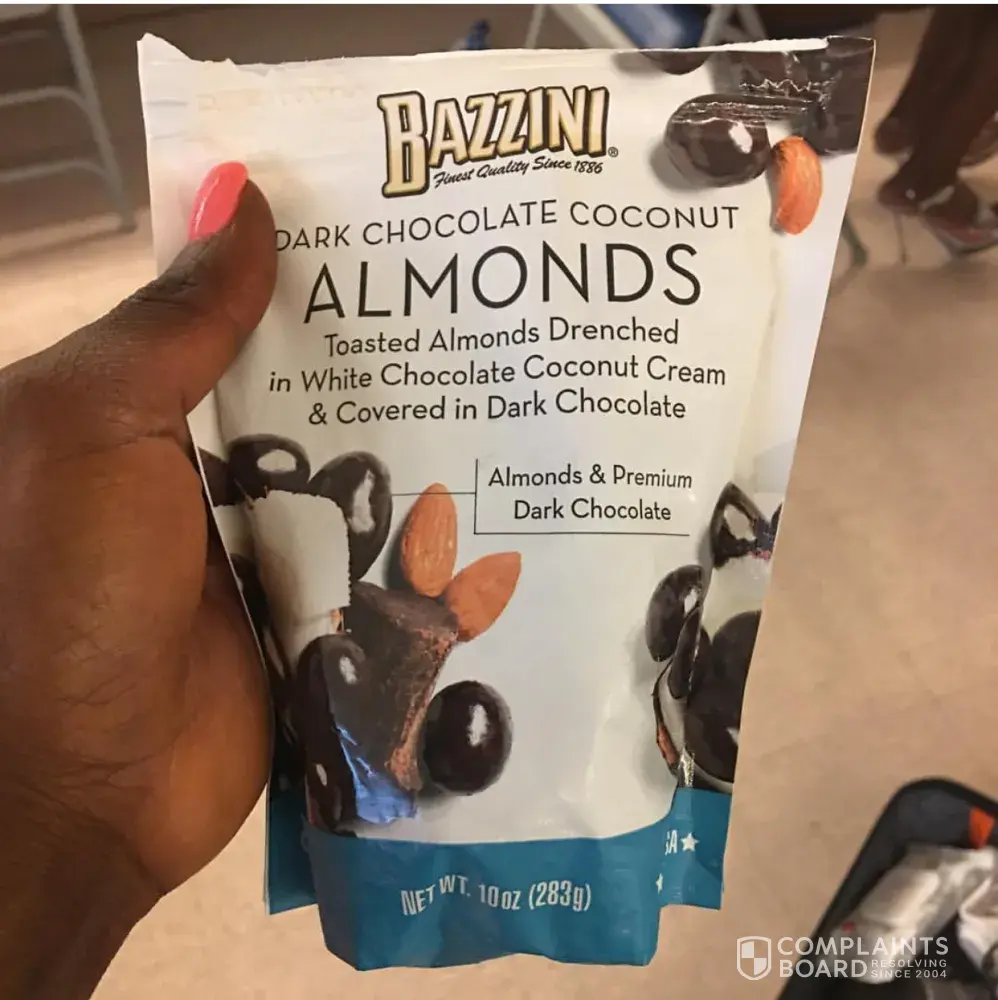 BAZZINI®
Finest Quality Since 1886
DARK CHOCOLATE COCONUT
ALMONDS
Toasted Almonds Drenched
in White Chocolate Coconut Cream
& Covered in Dark Chocolate
Almonds & Premium
Dark Chocolate
NET WT. 10 oz (283g)
COMPLAINTS
BOARD RESOLVING
SINCE 2004